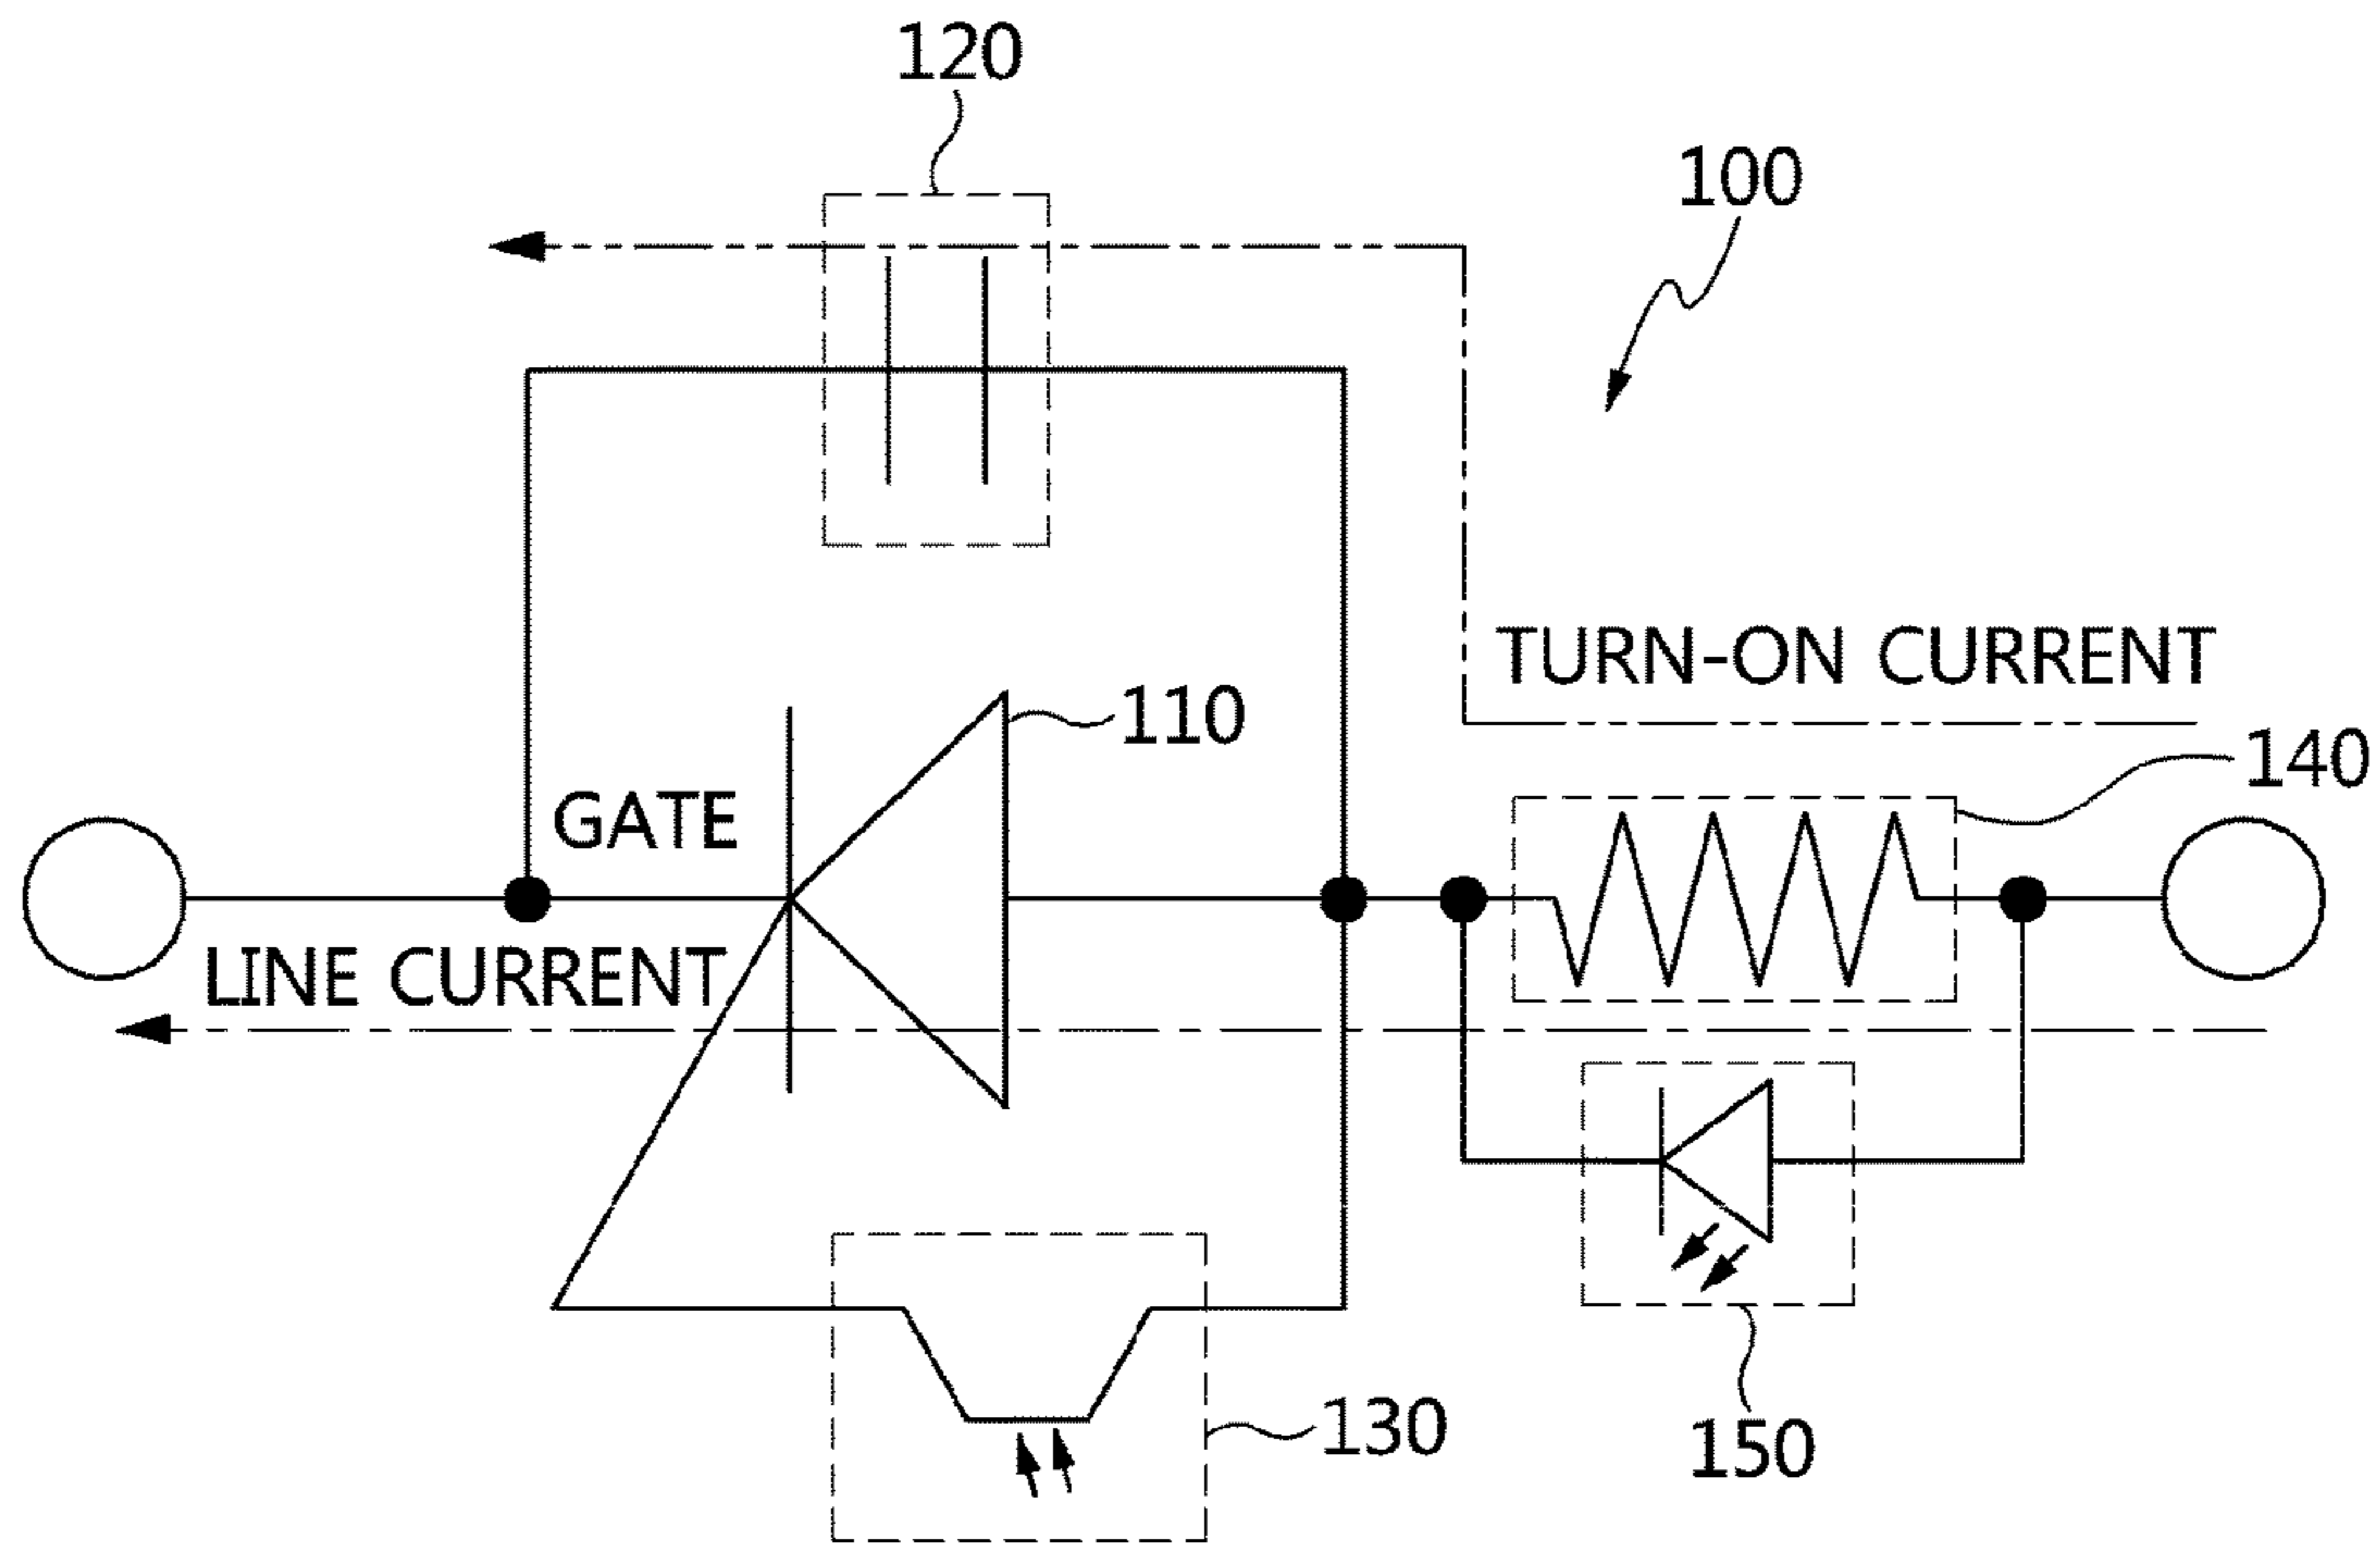 120
100
TURN-ON CURRENT
110
140
GATE
LINE CURRENT
130
150